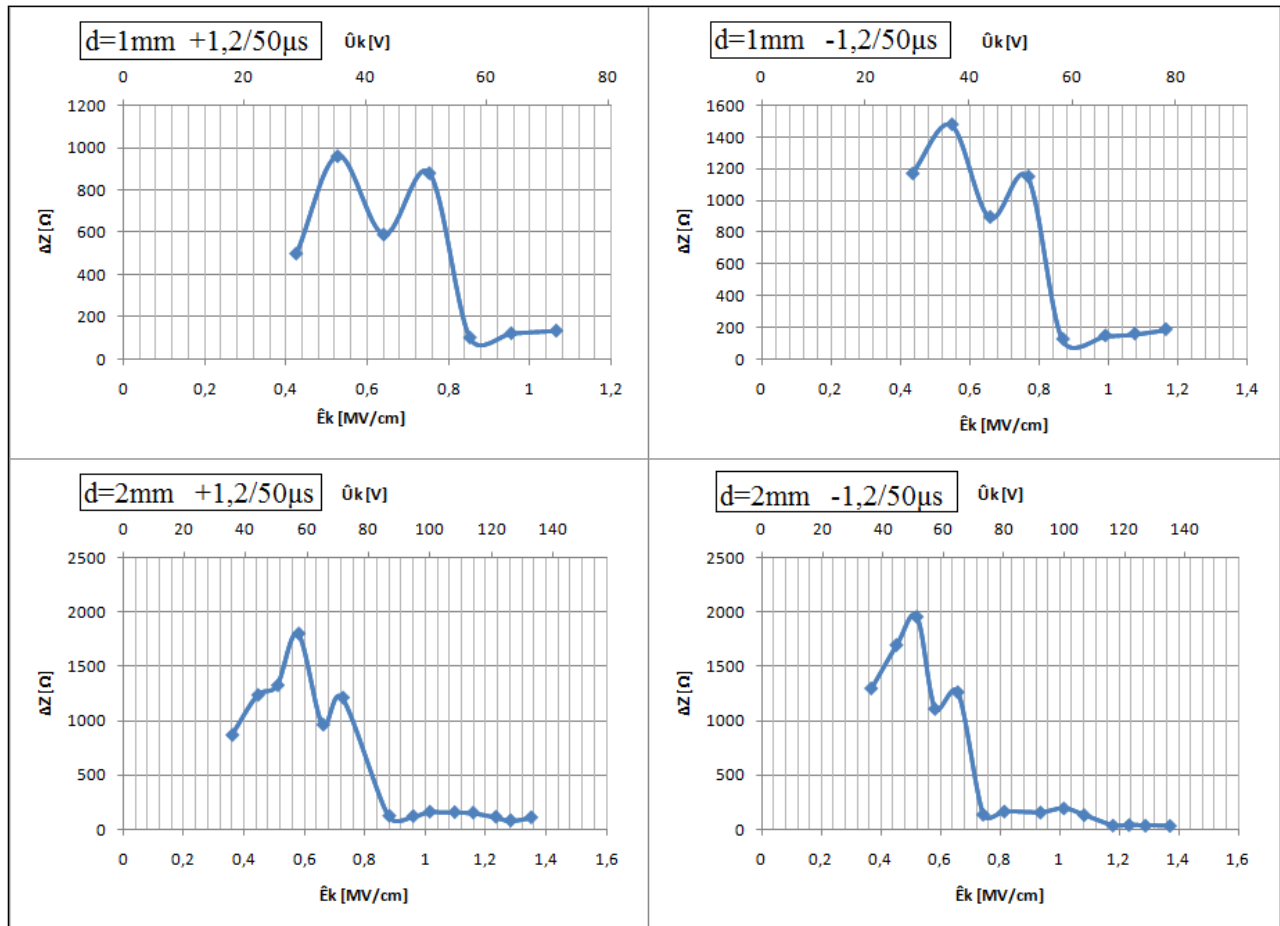 d=1mm +1,2/50µs Ûk [V]
0 20 40 60 80
1200
1000
800
600
400
200
0
ΔZ [Ω]
0 0,2 0,4 0,6 0,8 1 1,2
Êk [MV/cm]
d=1mm -1,2/50µs Ûk [V]
0 20 40 60 80
1600
1400
1200
1000
800
600
400
200
0
ΔZ [Ω]
0 0,2 0,4 0,6 0,8 1 1,2 1,4
Êk [MV/cm]
d=2mm +1,2/50µs Ûk [V]
0 20 40 60 80 100 120 140
2500
2000
1500
1000
500
0
ΔZ [Ω]
0 0,2 0,4 0,6 0,8 1 1,2 1,4 1,6
Êk [MV/cm]
d=2mm -1,2/50µs Ûk [V]
0 20 40 60 80 100 120 140
2500
2000
1500
1000
500
0
ΔZ [Ω]
0 0,2 0,4 0,6 0,8 1 1,2 1,4 1,6
Êk [MV/cm]